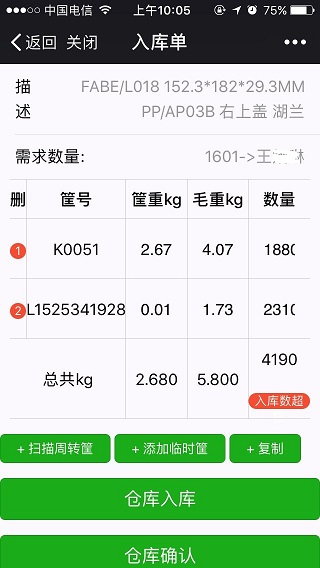 中国电信 上午10:05 75%
返回 关闭 入库单
描述 FABE/L018 152.3*182*29.3MM
PP/AP03B 右上盖 湖兰
需求数量: 1601->王
删 筐号 筐重kg 毛重kg 数量
1 K0051 2.67 4.07 1880
2 L1525341928 0.01 1.73 2310
总共kg 2.680 5.800 4190
入库数超
+ 扫描周转筐 + 添加临时筐 + 复制
仓库入库
仓库确认